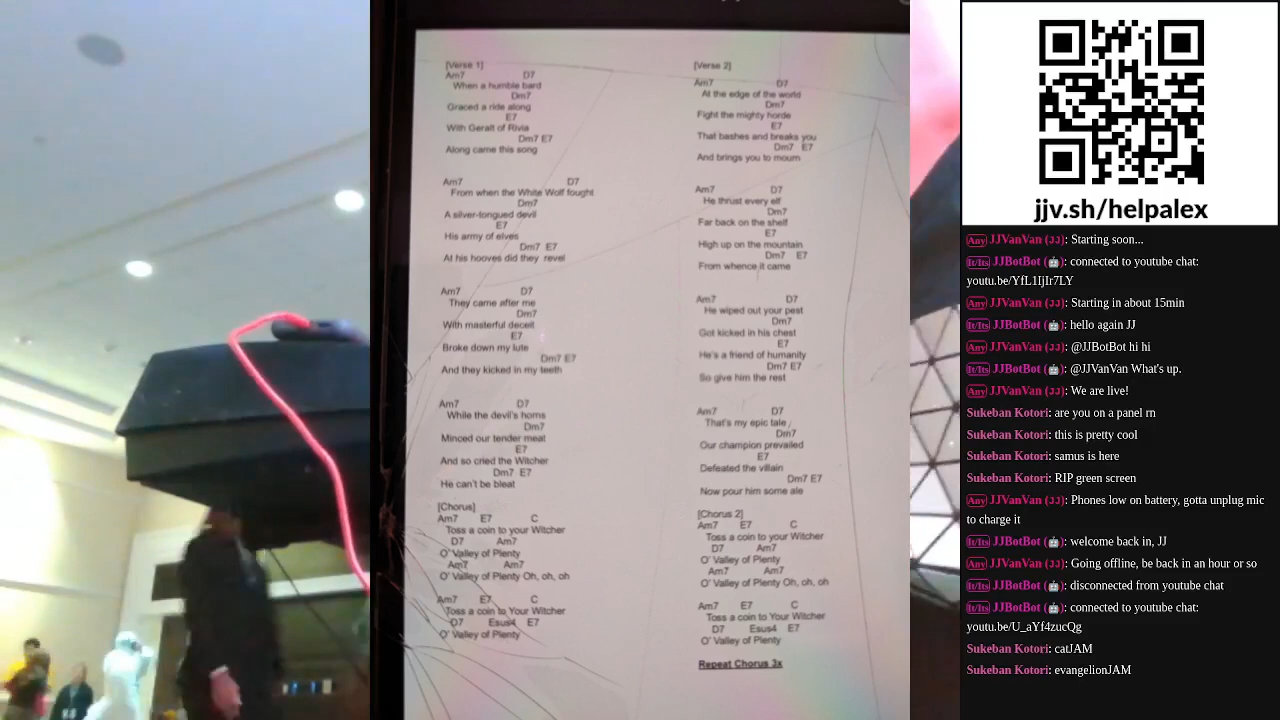 [Verse 1]
Am7 D7
When a humble bard
Dm7
Graced a ride along
E7
With Geralt of Rivia
Dm7 E7
Along came this song
Am7 D7
From when the White Wolf fought
Dm7
A silver-tongued devil
E7
His army of elves
Dm7 E7
At his hooves did they revel
Am7 D7
They came after me
Dm7
With masterful deceit
E7
Broke down my lute
Dm7 E7
And they kicked in my teeth
Am7 D7
While the devil's horns
Dm7
Minced our tender meat
E7
And so cried the Witcher
Dm7 E7
He can't be bleat
[Chorus]
Am7 E7 C
Toss a coin to your Witcher
D7 Am7
O' Valley of Plenty
Am7 Am7
O' Valley of Plenty Oh, oh, oh
Am7 E7 C
Toss a coin to Your Witcher
D7 Esus4 E7
O' Valley of Plenty
[Verse 2]
Am7 D7
At the edge of the world
Dm7
Fight the mighty horde
E7
That bashes and breaks you
Dm7 E7
And brings you to mourn
Am7 D7
He thrust every elf
Dm7
Far back on the shelf
E7
High up on the mountain
Dm7 E7
From whence it came
Am7 D7
He wiped out your pest
Dm7
Got kicked in his chest
E7
He's a friend of humanity
Dm7 E7
So give him the rest
Am7 D7
That's my epic tale
Dm7
Our champion prevailed
E7
Defeated the villain
Dm7 E7
Now pour him some ale
[Chorus 2]
Am7 E7 C
Toss a coin to your Witcher
D7 Am7
O' Valley of Plenty
Am7 Am7
O' Valley of Plenty Oh, oh, oh
Am7 E7 C
Toss a coin to Your Witcher
D7 Esus4 E7
O' Valley of Plenty
Repeat Chorus 3x
jjv.sh/helpalex
Any JJVanVan (JJ): Starting soon...
It/Its JJBotBot (🤖): connected to youtube chat:
youtu.be/YfL1IjIr7LY
Any JJVanVan (JJ): Starting in about 15min
It/Its JJBotBot (🤖): hello again JJ
Any JJVanVan (JJ): @JJBotBot hi hi
It/Its JJBotBot (🤖): @JJVanVan What's up.
Any JJVanVan (JJ): We are live!
Sukeban Kotori: are you on a panel rn
Sukeban Kotori: this is pretty cool
Sukeban Kotori: samus is here
Sukeban Kotori: RIP green screen
Any JJVanVan (JJ): Phones low on battery, gotta unplug mic
to charge it
It/Its JJBotBot (🤖): welcome back in, JJ
Any JJVanVan (JJ): Going offline, be back in an hour or so
It/Its JJBotBot (🤖): disconnected from youtube chat
It/Its JJBotBot (🤖): connected to youtube chat:
youtu.be/U_aYf4zucQg
Sukeban Kotori: catJAM
Sukeban Kotori: evangelionJAM